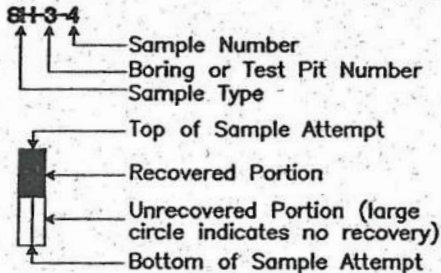 SH-3-4
Sample Number
Boring or Test Pit Number
Sample Type
Top of Sample Attempt
Recovered Portion
Unrecovered Portion (large
circle indicates no recovery)
Bottom of Sample Attempt